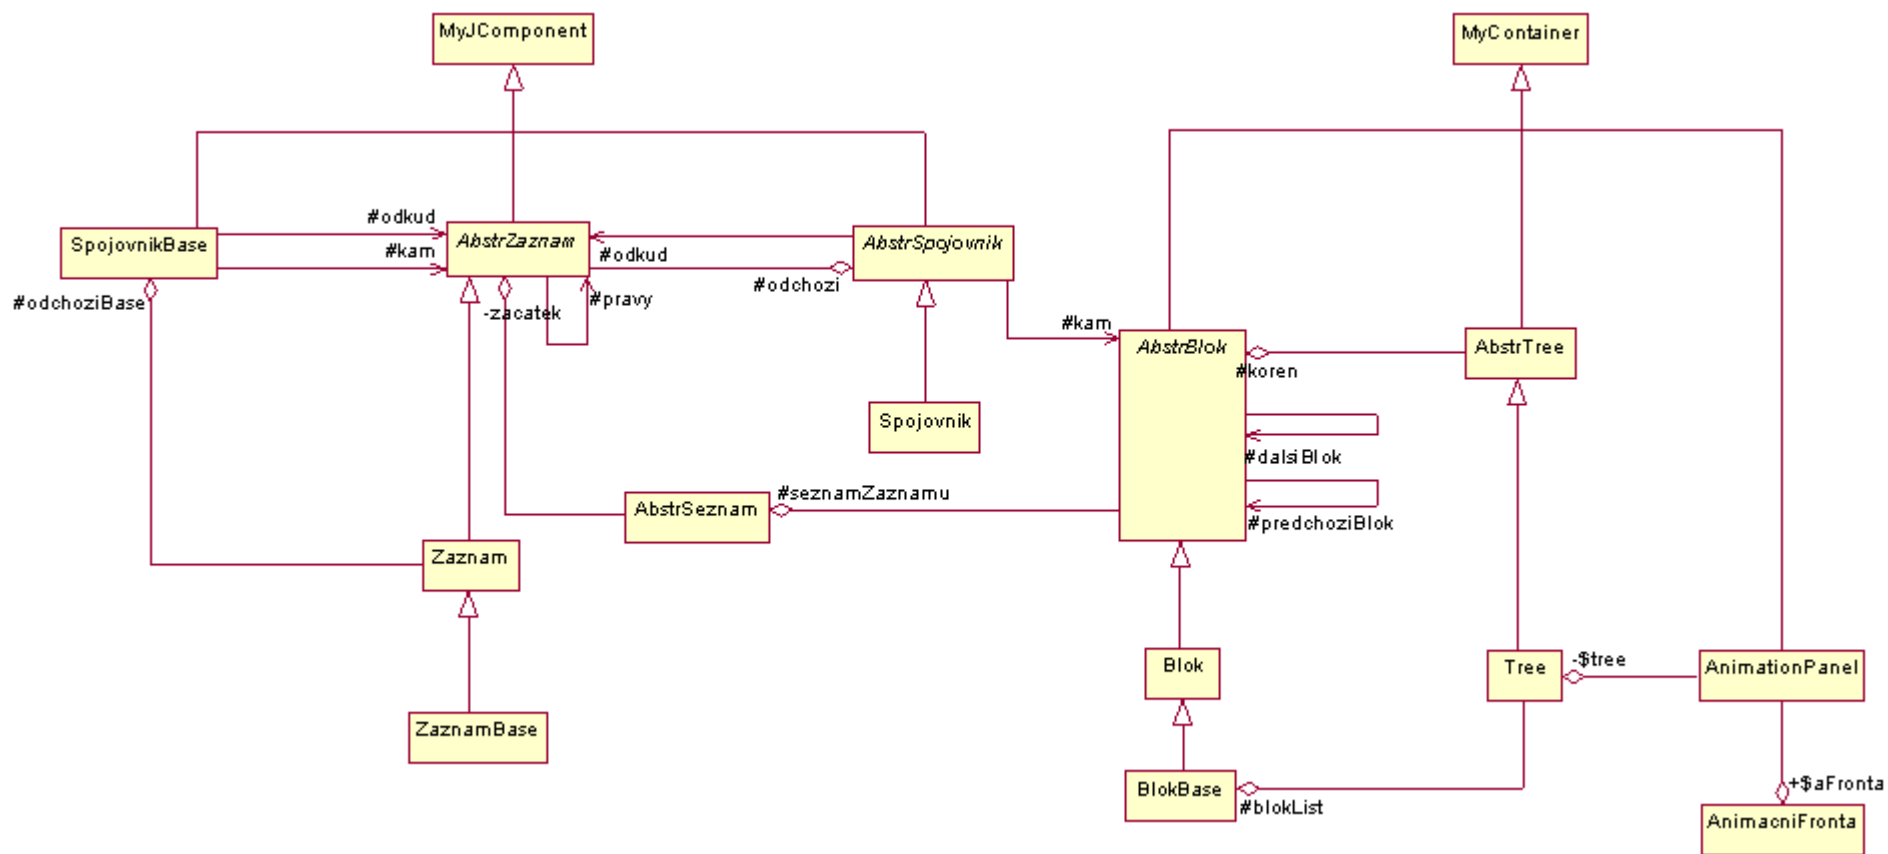 MyJComponent
MyContainer
#odkud
SpojovnikBase
AbstrZaznam
AbstrSpojovnik
#kam
#odkud
#odchozi
#odchoziBase
-zacatek
#pravy
#kam
AbstrBlok
AbstrTree
#koren
Spojovnik
#dalsiBlok
#seznamZaznamu
AbstrSeznam
#predchoziBlok
Zaznam
Blok
Tree
-$tree
AnimationPanel
ZaznamBase
BlokBase
#blokList
+$aFronta
AnimacniFronta